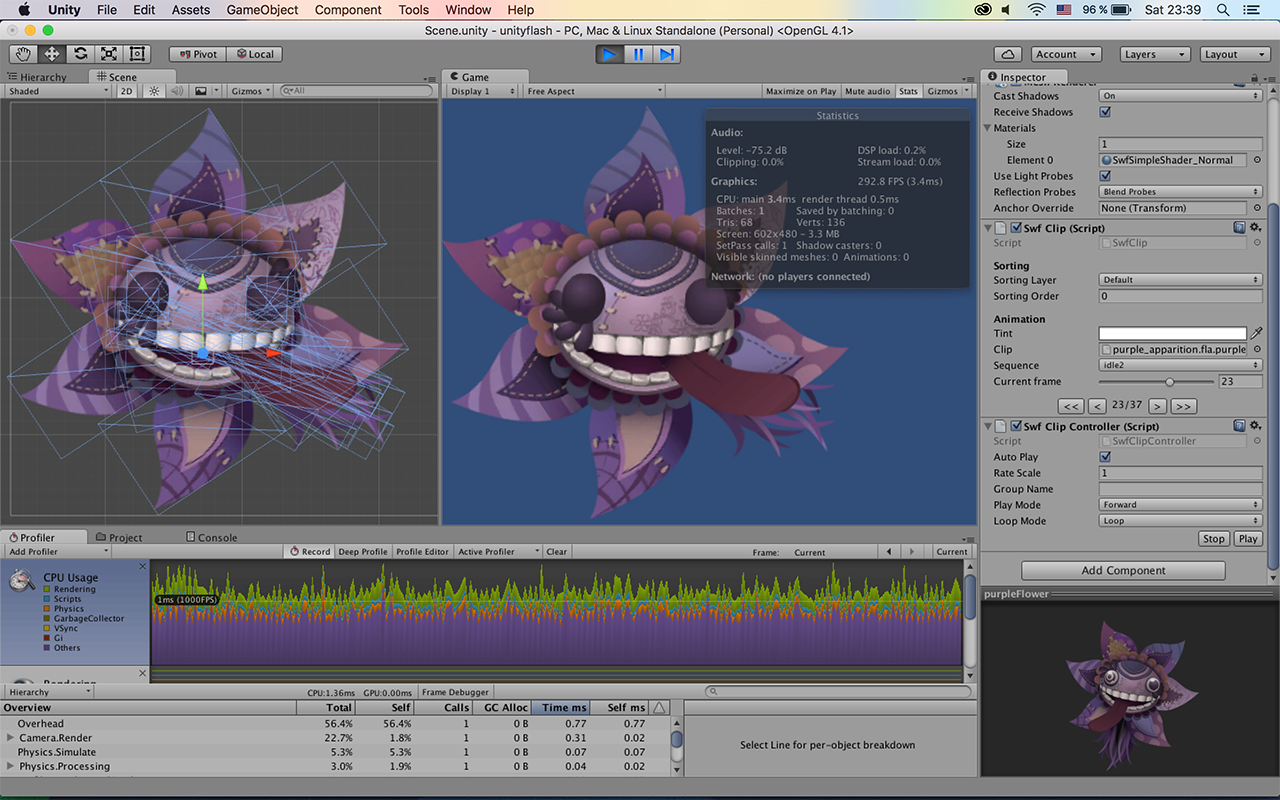 Unity File Edit Assets GameObject Component Tools Window Help 96 % Sat 23:39
Scene.unity - unityflash - PC, Mac & Linux Standalone (Personal) <OpenGL 4.1>
Pivot Local Account Layers Layout
Hierarchy Scene
Shaded 2D Gizmos All
Game
Display 1 Free Aspect Maximize on Play Mute audio Stats Gizmos
Statistics
Audio:
Level: -75.2 dB DSP load: 0.2%
Clipping: 0.0% Stream load: 0.0%
Graphics: 292.8 FPS (3.4ms)
CPU: main 3.4ms render thread 0.5ms
Batches: 1 Saved by batching: 0
Tris: 68 Verts: 136
Screen: 602x480 - 3.3 MB
SetPass calls: 1 Shadow casters: 0
Visible skinned meshes: 0 Animations: 0
Network: (no players connected)
Inspector
Cast Shadows On
Receive Shadows
Materials
Size 1
Element 0 SwfSimpleShader_Normal
Use Light Probes
Reflection Probes Blend Probes
Anchor Override None (Transform)
Swf Clip (Script)
Script SwfClip
Sorting
Sorting Layer Default
Sorting Order 0
Animation
Tint
Clip purple_apparition.fla.purple
Sequence idle2
Current frame 23
<< < 23/37 > >>
Swf Clip Controller (Script)
Script SwfClipController
Auto Play
Rate Scale 1
Group Name
Play Mode Forward
Loop Mode Loop
Stop Play
Add Component
purpleFlower
Profiler Project Console
Add Profiler Record Deep Profile Profile Editor Active Profiler Clear Frame: Current Current
CPU Usage
Rendering
Scripts
Physics
GarbageCollector
VSync
Gi
Others
1ms (1000FPS)
Rendering
Hierarchy CPU:1.36ms GPU:0.00ms Frame Debugger
Overview Total Self Calls GC Alloc Time ms Self ms
Overhead 56.4% 56.4% 1 0 B 0.77 0.77
Camera.Render 22.7% 1.8% 1 0 B 0.31 0.02
Physics.Simulate 5.3% 5.3% 1 0 B 0.07 0.07
Physics.Processing 3.0% 1.9% 1 0 B 0.04 0.02
Select Line for per-object breakdown